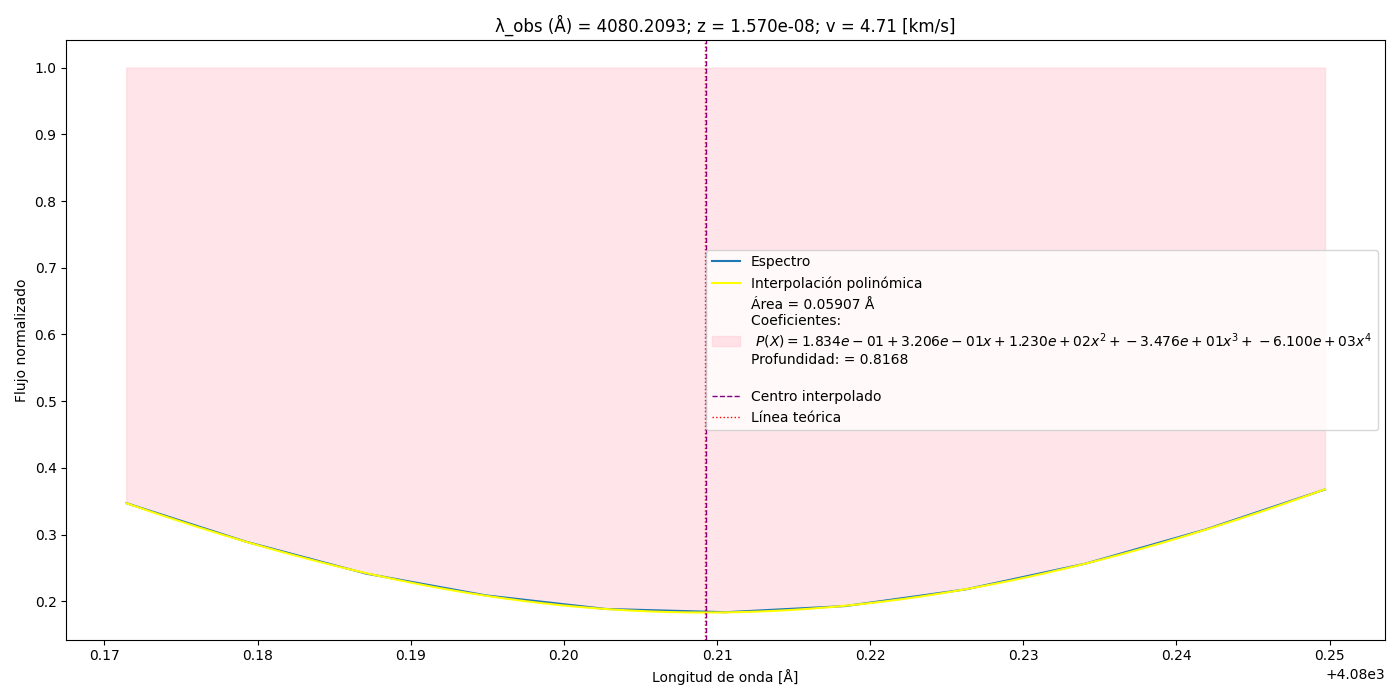 λ_obs (Å) = 4080.2093; z = 1.570e-08; v = 4.71 [km/s]
Flujo normalizado
1.0
0.9
0.8
0.7
0.6
0.5
0.4
0.3
0.2
Espectro
Interpolación polinómica
Área = 0.05907 Å
Coeficientes:
P(X) = 1.834e − 01 + 3.206e − 01x + 1.230e + 02x² + − 3.476e + 01x³ + − 6.100e + 03x⁴
Profundidad: = 0.8168
Centro interpolado
Línea teórica
0.17 0.18 0.19 0.20 0.21 0.22 0.23 0.24 0.25
+4.08e3
Longitud de onda [Å]